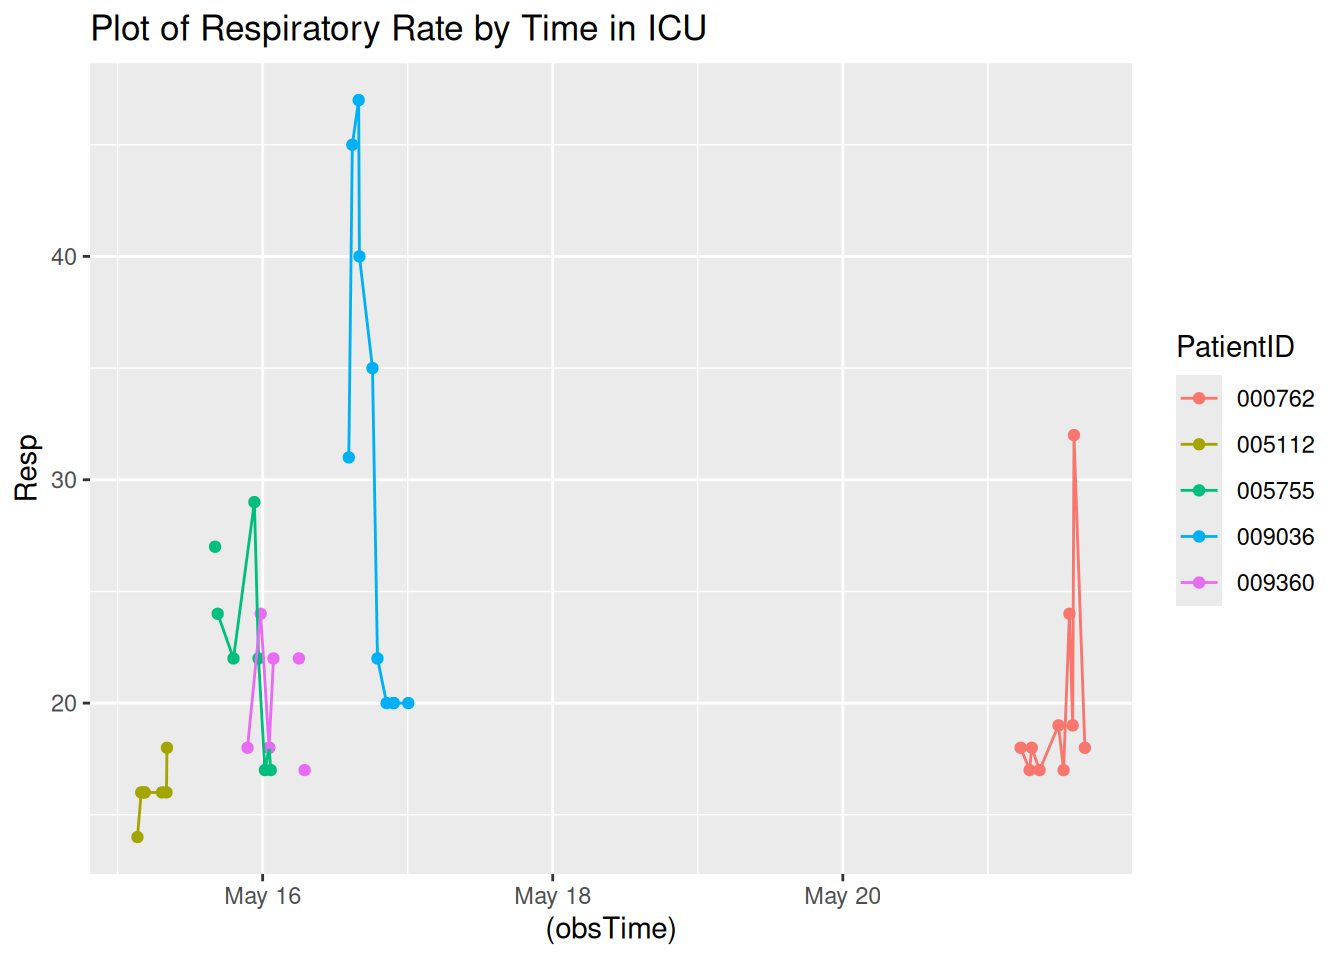 Plot of Respiratory Rate by Time in ICU
Resp
40
30
20
May 16
May 18
May 20
(obsTime)
PatientID
000762
005112
005755
009036
009360